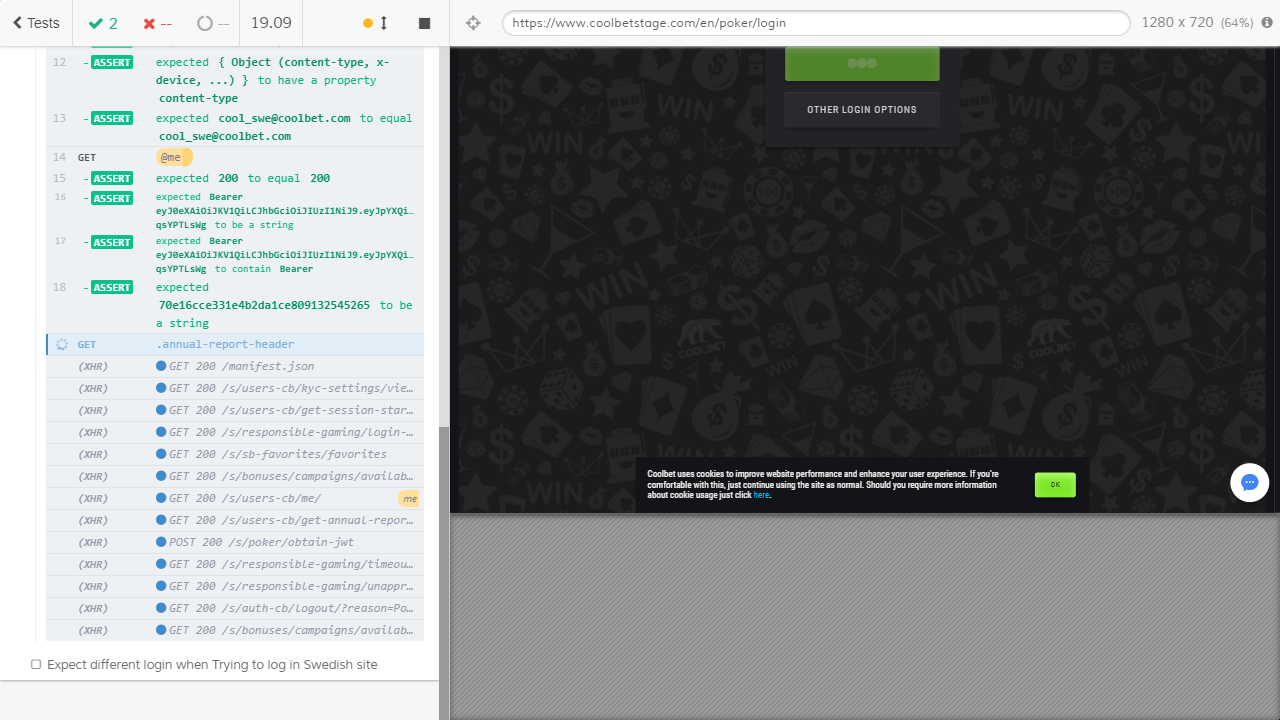 Tests
2
--
--
19.09
https://www.coolbetstage.com/en/poker/login
1280 x 720 (64%)
12 - ASSERT expected { Object (content-type, x-
device, ...) } to have a property
content-type
13 - ASSERT expected cool_swe@coolbet.com to equal
cool_swe@coolbet.com
14 GET @me
15 - ASSERT expected 200 to equal 200
16 - ASSERT expected Bearer
eyJ0eXAiOiJKV1QiLCJhbGciOiJIUzI1NiJ9.eyJpYXQi…
qsYPTLsWg to be a string
17 - ASSERT expected Bearer
eyJ0eXAiOiJKV1QiLCJhbGciOiJIUzI1NiJ9.eyJpYXQi…
qsYPTLsWg to contain Bearer
18 - ASSERT expected
70e16cce331e4b2da1ce809132545265 to be
a string
GET .annual-report-header
(XHR) GET 200 /manifest.json
(XHR) GET 200 /s/users-cb/kyc-settings/vie…
(XHR) GET 200 /s/users-cb/get-session-star…
(XHR) GET 200 /s/responsible-gaming/login-…
(XHR) GET 200 /s/sb-favorites/favorites
(XHR) GET 200 /s/bonuses/campaigns/availab…
(XHR) GET 200 /s/users-cb/me/ me
(XHR) GET 200 /s/users-cb/get-annual-repor…
(XHR) POST 200 /s/poker/obtain-jwt
(XHR) GET 200 /s/responsible-gaming/timeou…
(XHR) GET 200 /s/responsible-gaming/unappr…
(XHR) GET 200 /s/auth-cb/logout/?reason=Po…
(XHR) GET 200 /s/bonuses/campaigns/availab…
Expect different login when Trying to log in Swedish site
OTHER LOGIN OPTIONS
WIN
100
WIN
100
WIN
WIN
COOLBET
WIN
COOLBET
WIN
WIN
Coolbet uses cookies to improve website performance and enhance your user experience. If you're
comfortable with this, just continue using the site as normal. Should you require more information
about cookie usage just click here.
OK